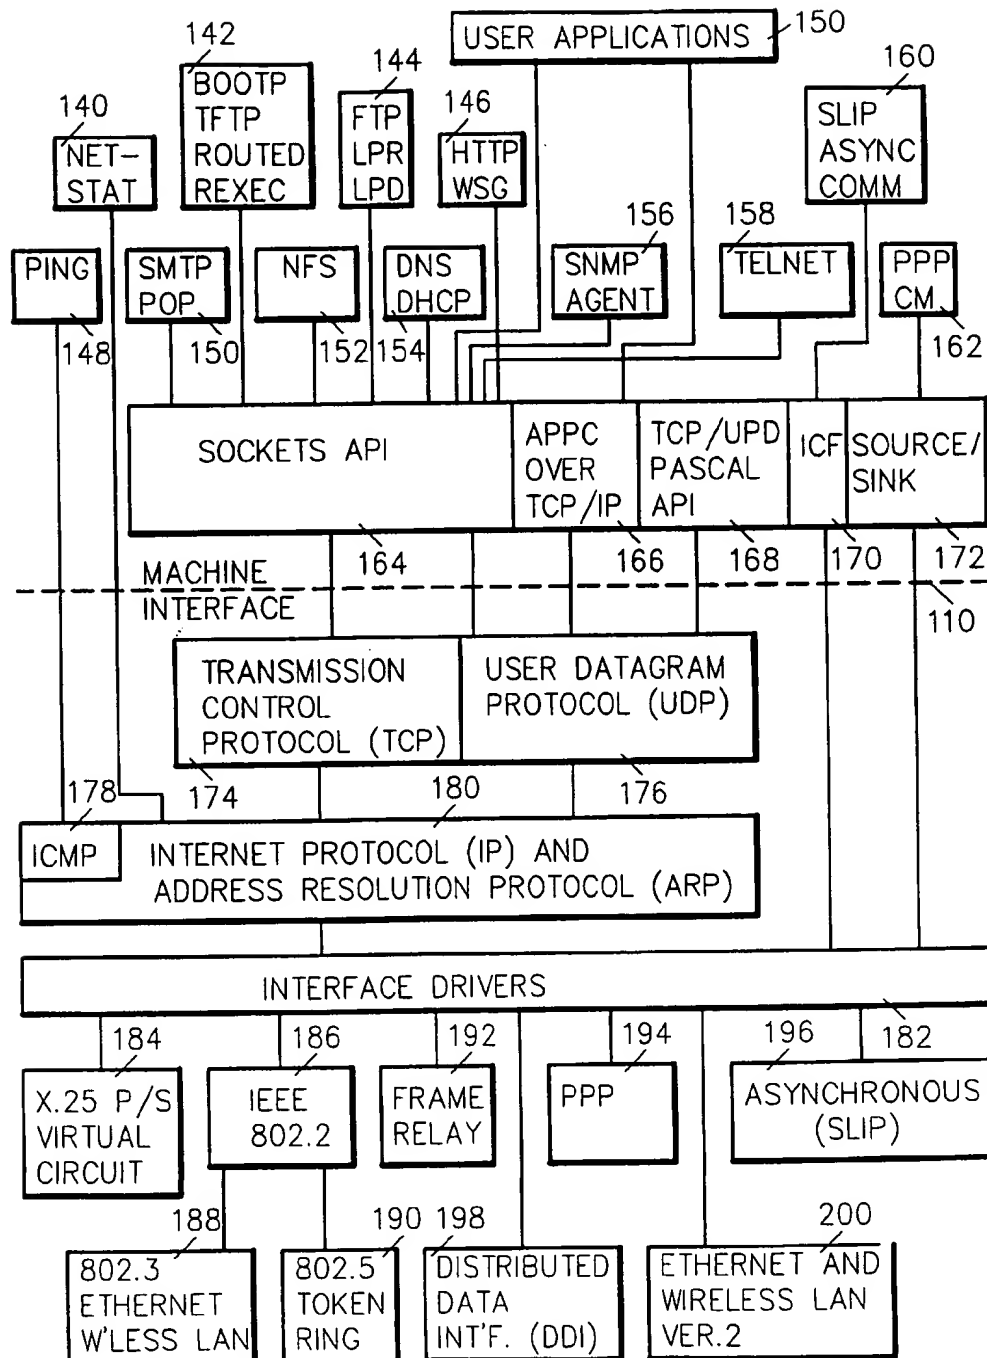 USER APPLICATIONS
150
142
BOOTP
TFTP
ROUTED
REXEC
144
FTP
LPR
LPD
160
SLIP
ASYNC
COMM
140
NET-
STAT
146
HTTP
WSG
PING
148
SMTP
POP
150
NFS
152
DNS
DHCP
154
156
SNMP
AGENT
158
TELNET
PPP
CM
162
SOCKETS API
164
APPC
OVER
TCP/IP
166
TCP/UPD
PASCAL
API
168
ICF
170
SOURCE/
SINK
172
MACHINE
INTERFACE
110
TRANSMISSION
CONTROL
PROTOCOL (TCP)
174
USER DATAGRAM
PROTOCOL (UDP)
176
178
ICMP
180
INTERNET PROTOCOL (IP) AND
ADDRESS RESOLUTION PROTOCOL (ARP)
INTERFACE DRIVERS
182
184
X.25 P/S
VIRTUAL
CIRCUIT
186
IEEE
802.2
192
FRAME
RELAY
194
PPP
196
ASYNCHRONOUS
(SLIP)
188
802.3
ETHERNET
W'LESS LAN
190
802.5
TOKEN
RING
198
DISTRIBUTED
DATA
INT'F. (DDI)
200
ETHERNET AND
WIRELESS LAN
VER.2